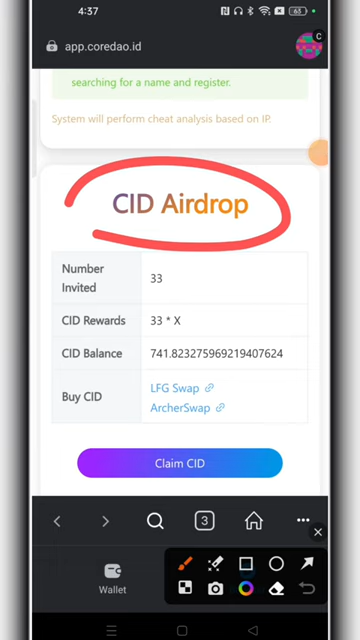 4:37
63
app.coredao.id
C
searching for a name and register.
System will perform cheat analysis based on IP.
CID Airdrop
Number Invited
33
CID Rewards
33 * X
CID Balance
741.823275969219407624
Buy CID
LFG Swap
ArcherSwap
Claim CID
3
Wallet